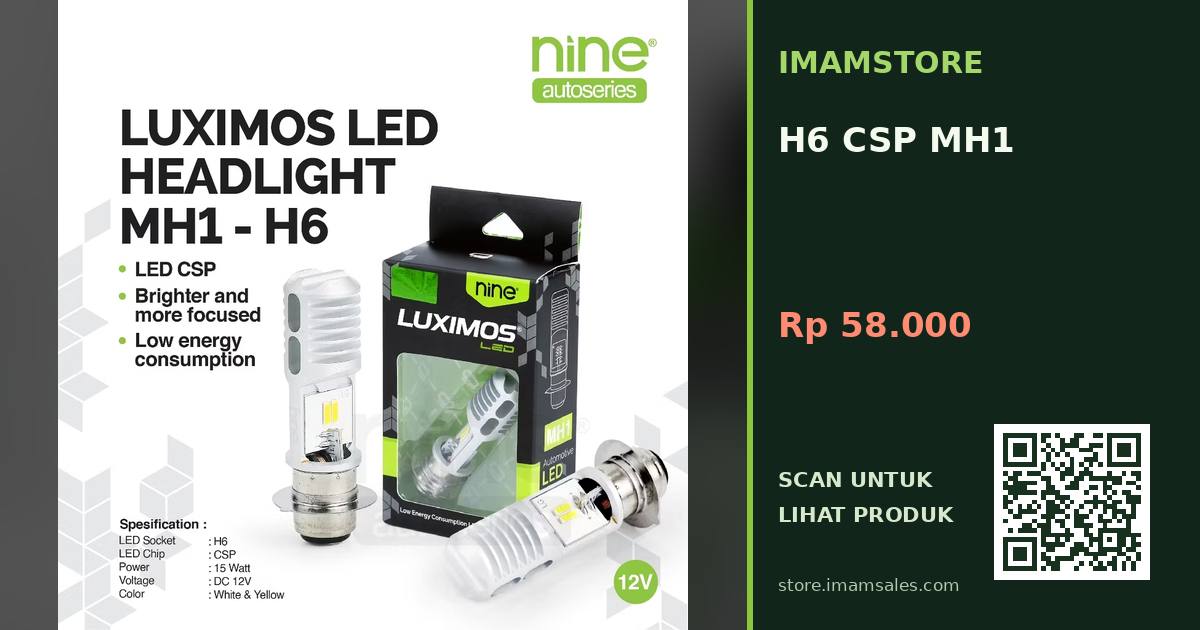 nine®
autoseries
LUXIMOS LED
HEADLIGHT
MH1 - H6
• LED CSP
• Brighter and
more focused
• Low energy
consumption
nine
LUXIMOS
LED
MH1
Automotive
LED
Low Energy Consumption
Spesification :
LED Socket : H6
LED Chip : CSP
Power : 15 Watt
Voltage : DC 12V
Color : White & Yellow
12V
IMAMSTORE
H6 CSP MH1
Rp 58.000
SCAN UNTUK
LIHAT PRODUK
store.imamsales.com